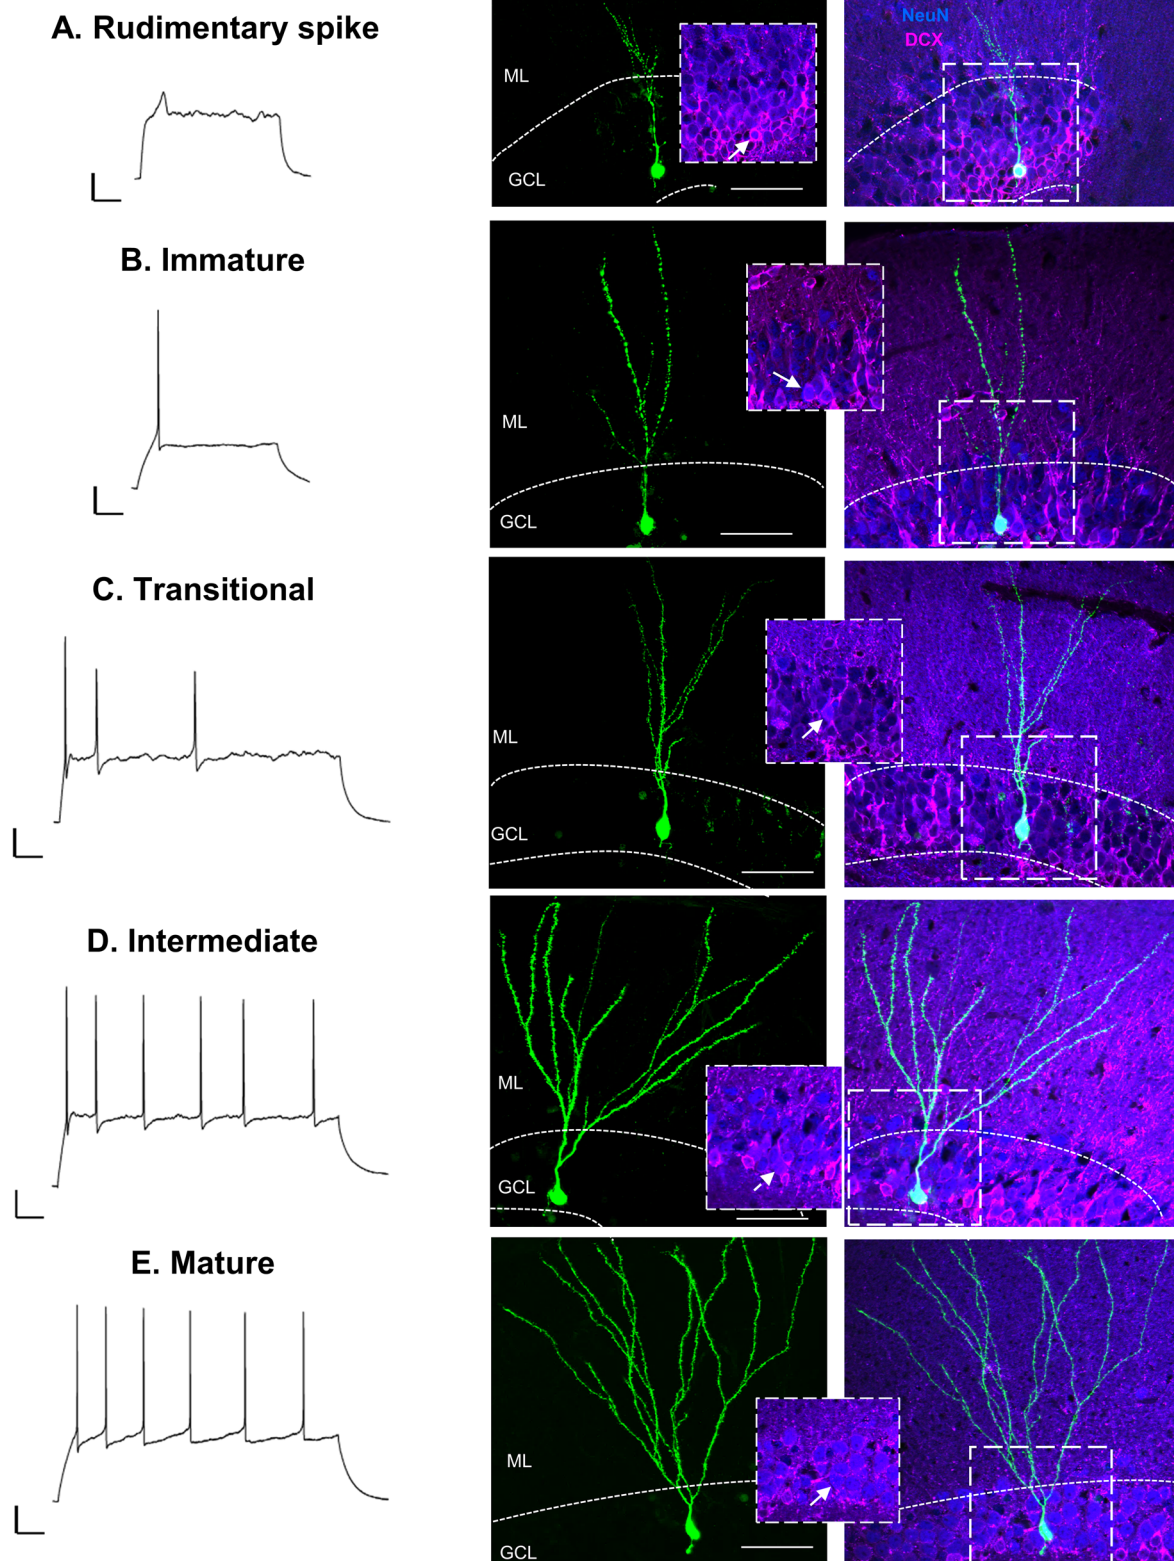 A. Rudimentary spike
ML
GCL
NeuN
DCX
B. Immature
ML
GCL
C. Transitional
ML
GCL
D. Intermediate
ML
GCL
E. Mature
ML
GCL